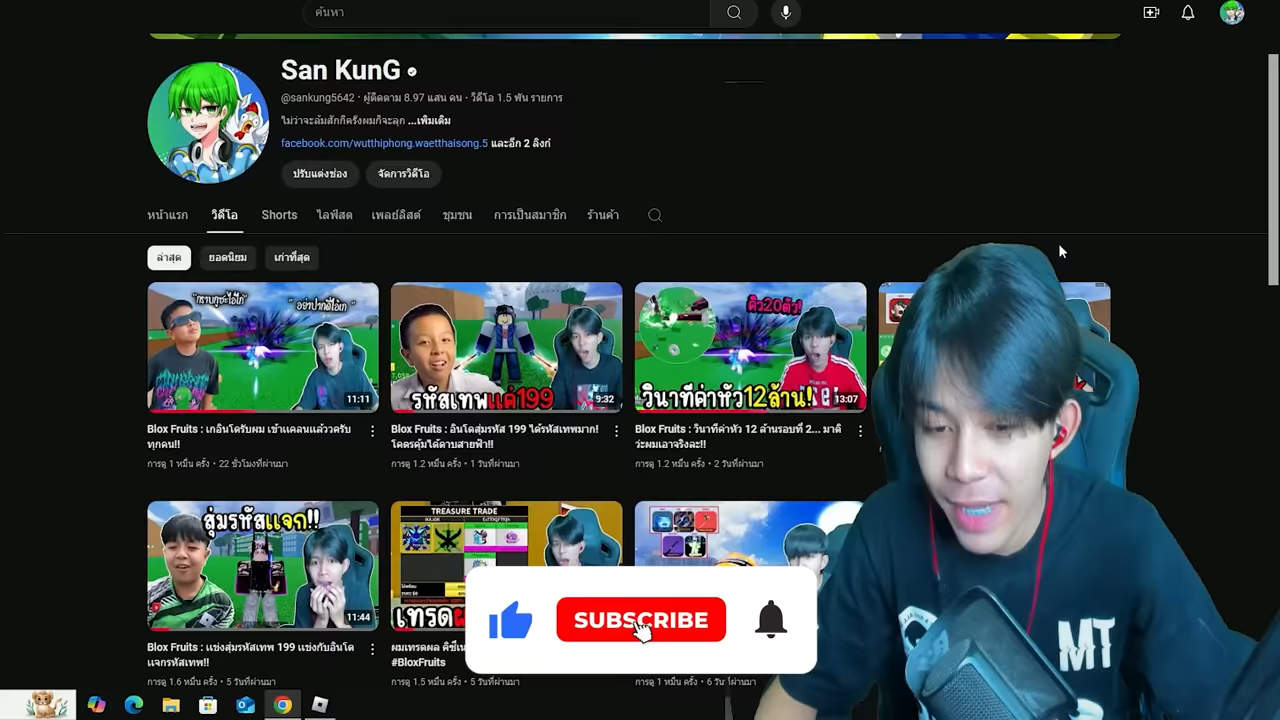 ค้นหา
San KunG
@sankung5642 · ผู้ติดตาม 8.97 แสน คน · วิดีโอ 1.5 พัน รายการ
ไม่ว่าจะล้มสักกี่ครั้งผมก็จะลุก ...เพิ่มเติม
facebook.com/wutthiphong.waetthaisong.5 และอีก 2 ลิงก์
ปรับแต่งช่อง จัดการวิดีโอ
หน้าแรก วิดีโอ Shorts ไลฟ์สด เพลย์ลิสต์ ชุมชน การเป็นสมาชิก ร้านค้า
ล่าสุด ยอดนิยม เก่าที่สุด
11:11
รหัสเทพแค่199
9:32
คิว20ตัว!
วินาทีค่าหัว12ล้าน!
13:07
Blox Fruits : เกอินโดรับผม เข้าแคลนแล้ววครับ
ทุกคน!!
การดู 1 หมื่น ครั้ง · 22 ชั่วโมงที่ผ่านมา
Blox Fruits : อินโดสุ่มรหัส 199 ได้รหัสเทพมาก!
โคตรคุ้มได้ดาบสายฟ้า!!
การดู 1.2 หมื่น ครั้ง · 1 วันที่ผ่านมา
Blox Fruits : วินาทีค่าหัว 12 ล้านรอบที่ 2... มาดิ
ว่ะผมเอาจริงละ!!
การดู 1.2 หมื่น ครั้ง · 2 วันที่ผ่านมา
สุ่มรหัสแจก!!
11:44
TREASURE TRADE
เทรด
Blox Fruits : แข่งสุ่มรหัสเทพ 199 แข่งกับอินโด
แจกรหัสเทพ!!
การดู 1.6 หมื่น ครั้ง · 5 วันที่ผ่านมา
#BloxFruits
การดู 1.5 หมื่น ครั้ง · 5 วัน
SUBSCRIBE
MT